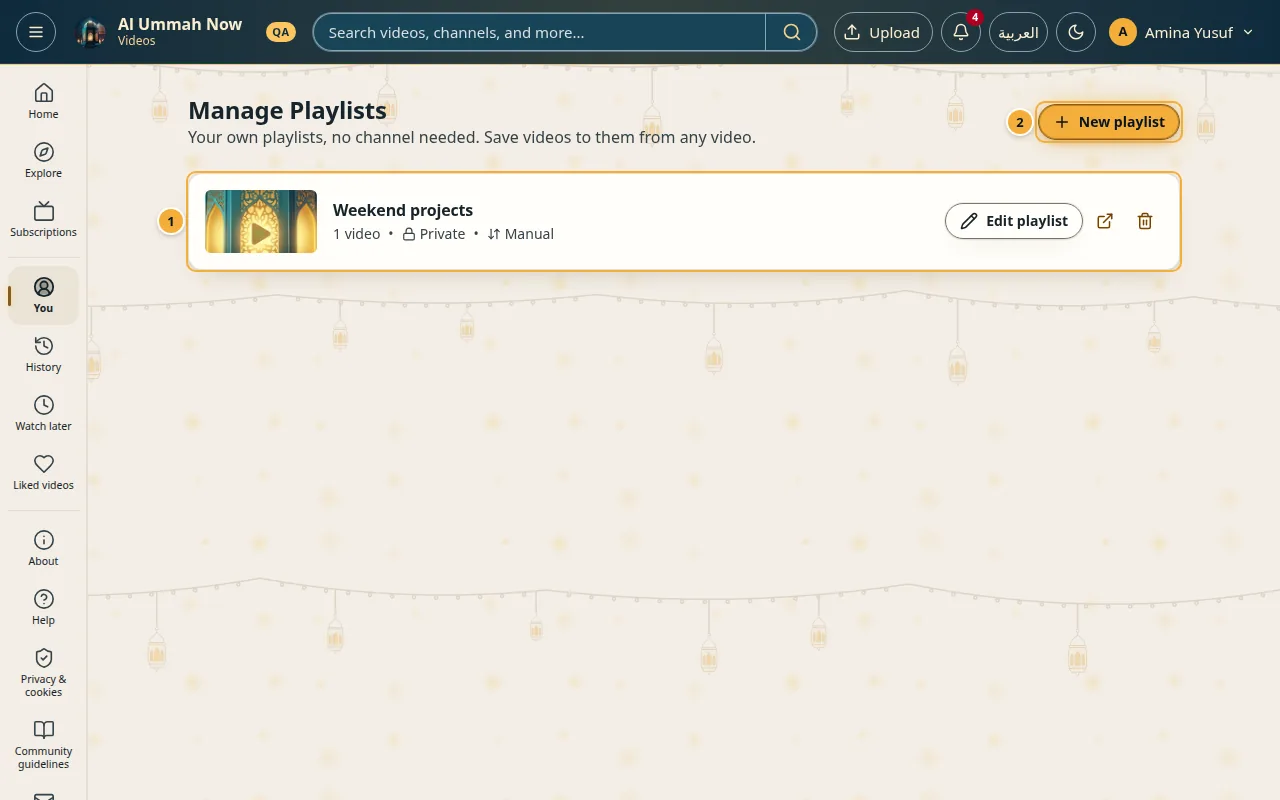 Al Ummah Now
Videos
QA
Search videos, channels, and more...
Upload
4
العربية
A
Amina Yusuf
Home
Explore
Subscriptions
You
History
Watch later
Liked videos
About
Help
Privacy &
cookies
Community
guidelines
Manage Playlists
Your own playlists, no channel needed. Save videos to them from any video.
2
New playlist
1
Weekend projects
1 video • Private • Manual
Edit playlist